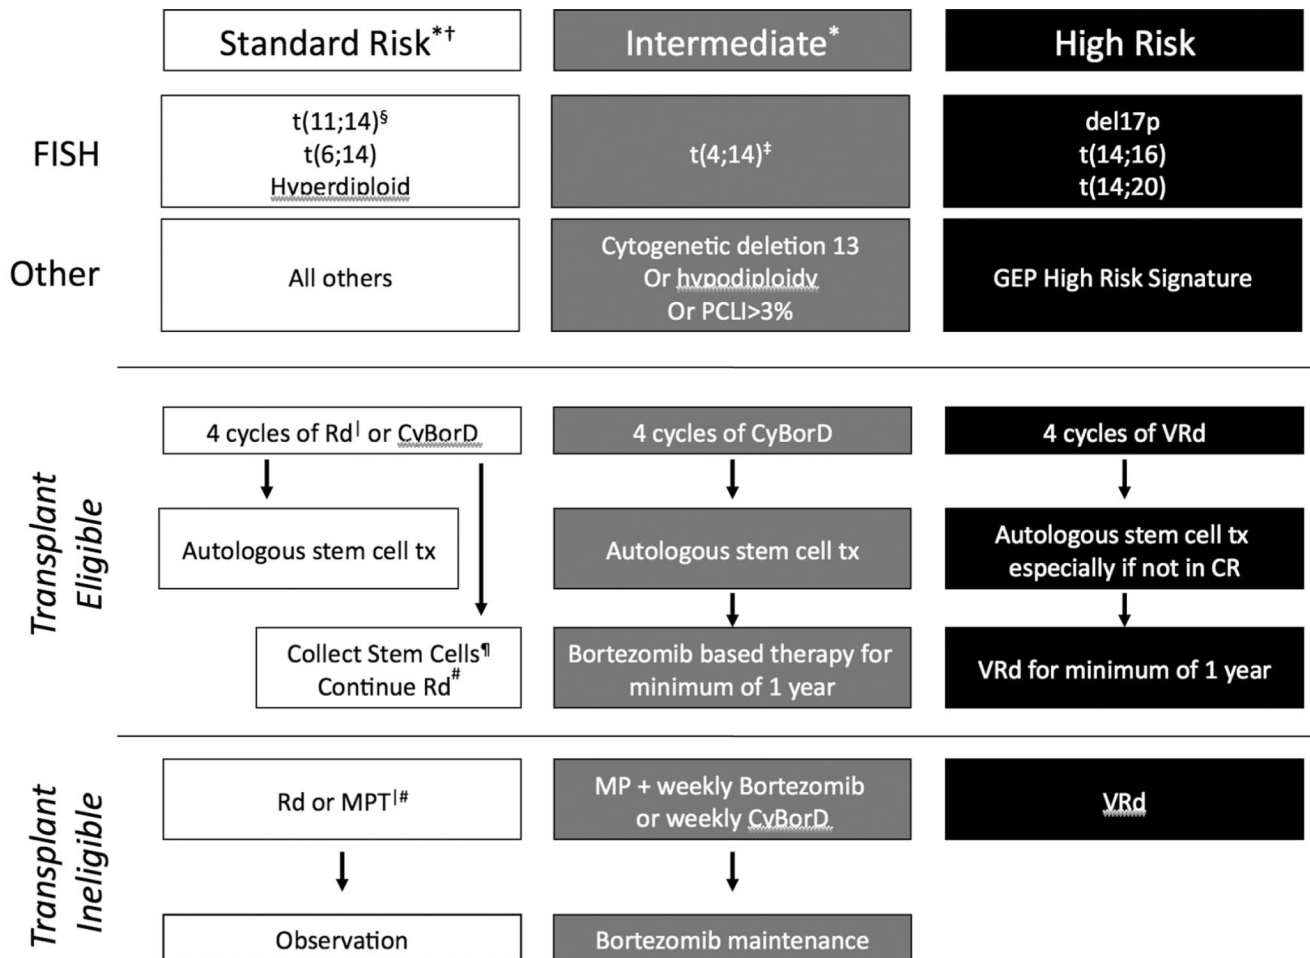 Standard Risk*†
Intermediate*
High Risk
FISH
t(11;14)§
t(6;14)
Hyperdiploid
t(4;14)‡
del17p
t(14;16)
t(14;20)
Other
All others
Cytogenetic deletion 13
Or hypodiploidy
Or PCLI>3%
GEP High Risk Signature
Transplant
Eligible
4 cycles of Rd| or CyBorD
4 cycles of CyBorD
4 cycles of VRd
Autologous stem cell tx
Autologous stem cell tx
Autologous stem cell tx
especially if not in CR
Collect Stem Cells¶
Continue Rd#
Bortezomib based therapy for
minimum of 1 year
VRd for minimum of 1 year
Transplant
Ineligible
Rd or MPT|#
MP + weekly Bortezomib
or weekly CyBorD
VRd
Observation
Bortezomib maintenance